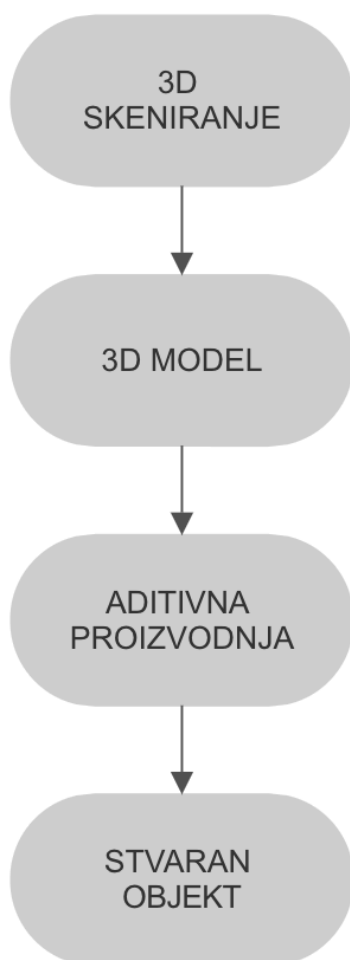 3D
SKENIRANJE
3D MODEL
ADITIVNA
PROIZVODNJA
STVARAN
OBJEKT